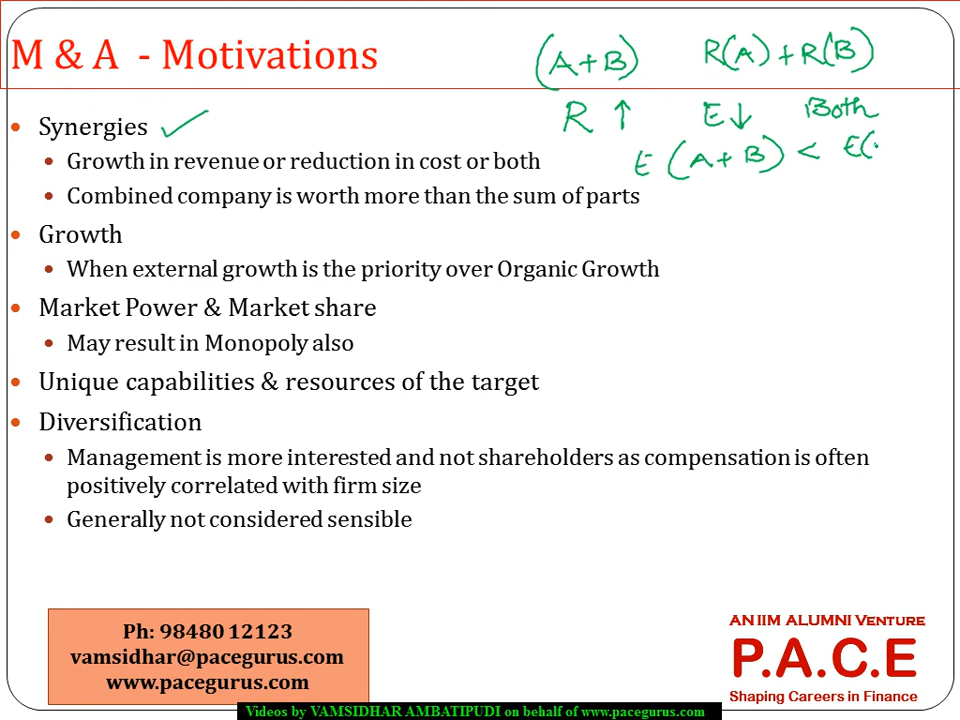 M & A - Motivations
(A+B) R(A)+R(B)
R ↑ E ↓ Both
E (A+B) < E(
• Synergies ✓
• Growth in revenue or reduction in cost or both
• Combined company is worth more than the sum of parts
• Growth
• When external growth is the priority over Organic Growth
• Market Power & Market share
• May result in Monopoly also
• Unique capabilities & resources of the target
• Diversification
• Management is more interested and not shareholders as compensation is often
positively correlated with firm size
• Generally not considered sensible
Ph: 98480 12123
vamsidhar@pacegurus.com
www.pacegurus.com
AN IIM ALUMNI VENTURE
P.A.C.E
Shaping Careers in Finance
Videos by VAMSIDHAR AMBATIPUDI on behalf of www.pacegurus.com